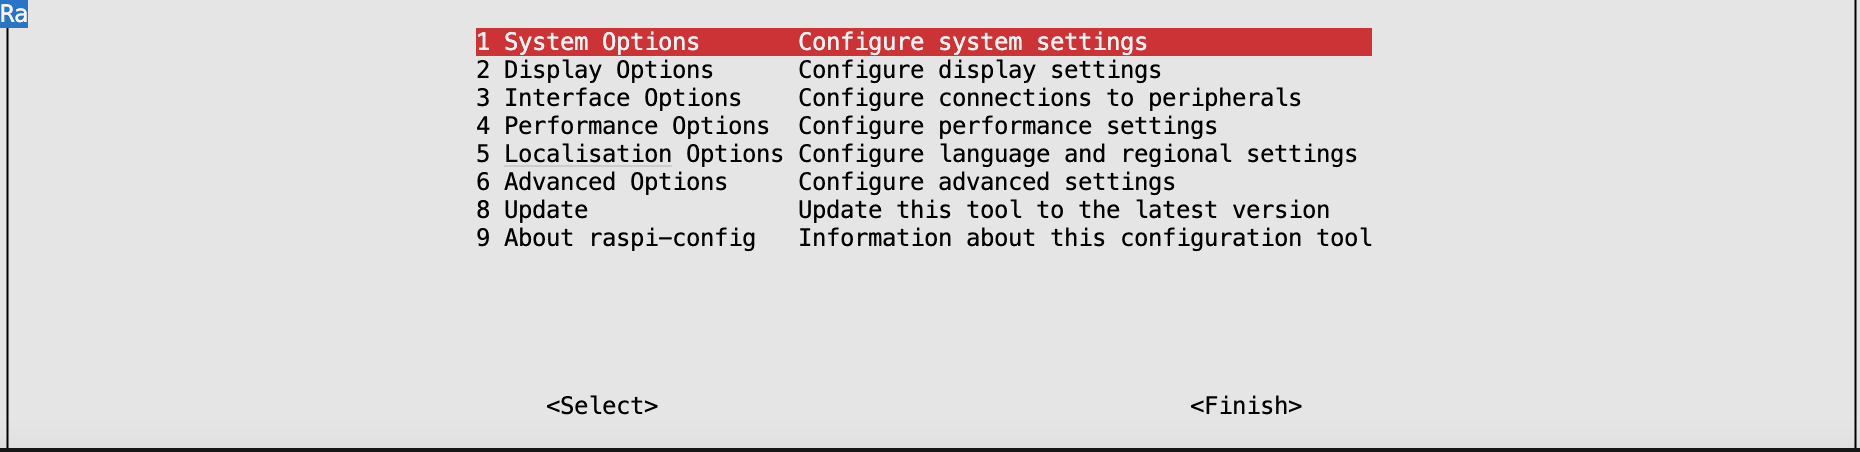 Ra
1 System Options Configure system settings
2 Display Options Configure display settings
3 Interface Options Configure connections to peripherals
4 Performance Options Configure performance settings
5 Localisation Options Configure language and regional settings
6 Advanced Options Configure advanced settings
8 Update Update this tool to the latest version
9 About raspi-config Information about this configuration tool
<Select> <Finish>